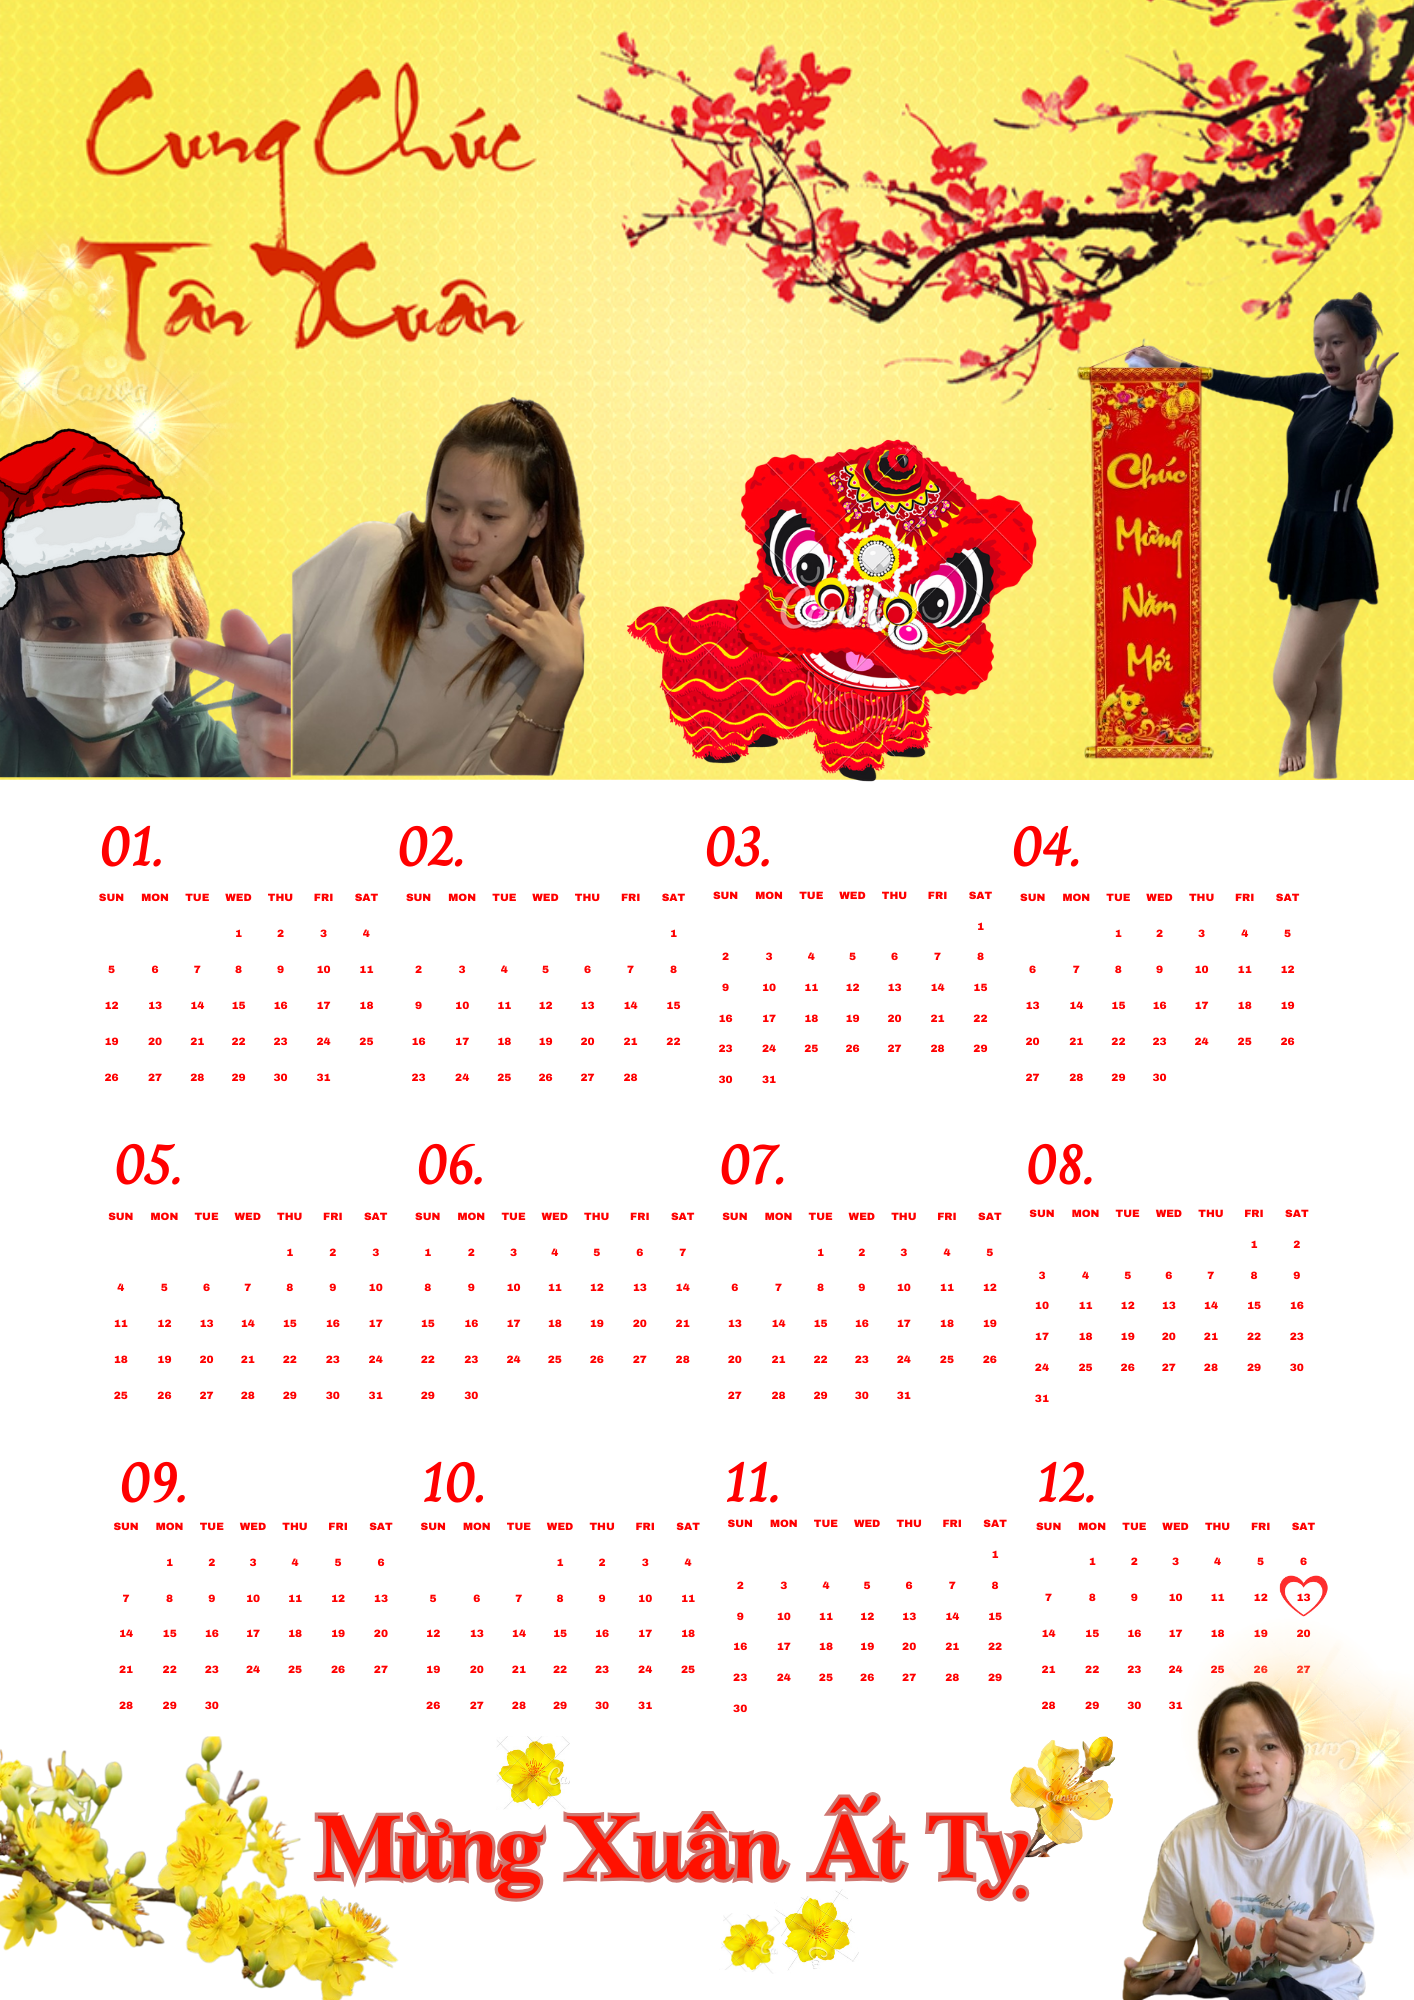 Cung Chúc
Tân Xuân
Canva
Chúc
Mừng
Năm
Mới
01.
SUN MON TUE WED THU FRI SAT
1 2 3 4
5 6 7 8 9 10 11
12 13 14 15 16 17 18
19 20 21 22 23 24 25
26 27 28 29 30 31
02.
SUN MON TUE WED THU FRI SAT
1
2 3 4 5 6 7 8
9 10 11 12 13 14 15
16 17 18 19 20 21 22
23 24 25 26 27 28
03.
SUN MON TUE WED THU FRI SAT
1
2 3 4 5 6 7 8
9 10 11 12 13 14 15
16 17 18 19 20 21 22
23 24 25 26 27 28 29
30 31
04.
SUN MON TUE WED THU FRI SAT
1 2 3 4 5
6 7 8 9 10 11 12
13 14 15 16 17 18 19
20 21 22 23 24 25 26
27 28 29 30
05.
SUN MON TUE WED THU FRI SAT
1 2 3
4 5 6 7 8 9 10
11 12 13 14 15 16 17
18 19 20 21 22 23 24
25 26 27 28 29 30 31
06.
SUN MON TUE WED THU FRI SAT
1 2 3 4 5 6 7
8 9 10 11 12 13 14
15 16 17 18 19 20 21
22 23 24 25 26 27 28
29 30
07.
SUN MON TUE WED THU FRI SAT
1 2 3 4 5
6 7 8 9 10 11 12
13 14 15 16 17 18 19
20 21 22 23 24 25 26
27 28 29 30 31
08.
SUN MON TUE WED THU FRI SAT
1 2
3 4 5 6 7 8 9
10 11 12 13 14 15 16
17 18 19 20 21 22 23
24 25 26 27 28 29 30
31
09.
SUN MON TUE WED THU FRI SAT
1 2 3 4 5 6
7 8 9 10 11 12 13
14 15 16 17 18 19 20
21 22 23 24 25 26 27
28 29 30
10.
SUN MON TUE WED THU FRI SAT
1 2 3 4
5 6 7 8 9 10 11
12 13 14 15 16 17 18
19 20 21 22 23 24 25
26 27 28 29 30 31
11.
SUN MON TUE WED THU FRI SAT
1
2 3 4 5 6 7 8
9 10 11 12 13 14 15
16 17 18 19 20 21 22
23 24 25 26 27 28 29
30
12.
SUN MON TUE WED THU FRI SAT
1 2 3 4 5 6
7 8 9 10 11 12 13
14 15 16 17 18 19 20
21 22 23 24 25 26 27
28 29 30 31
Canva
Canva
Mừng Xuân Ất Tỵ